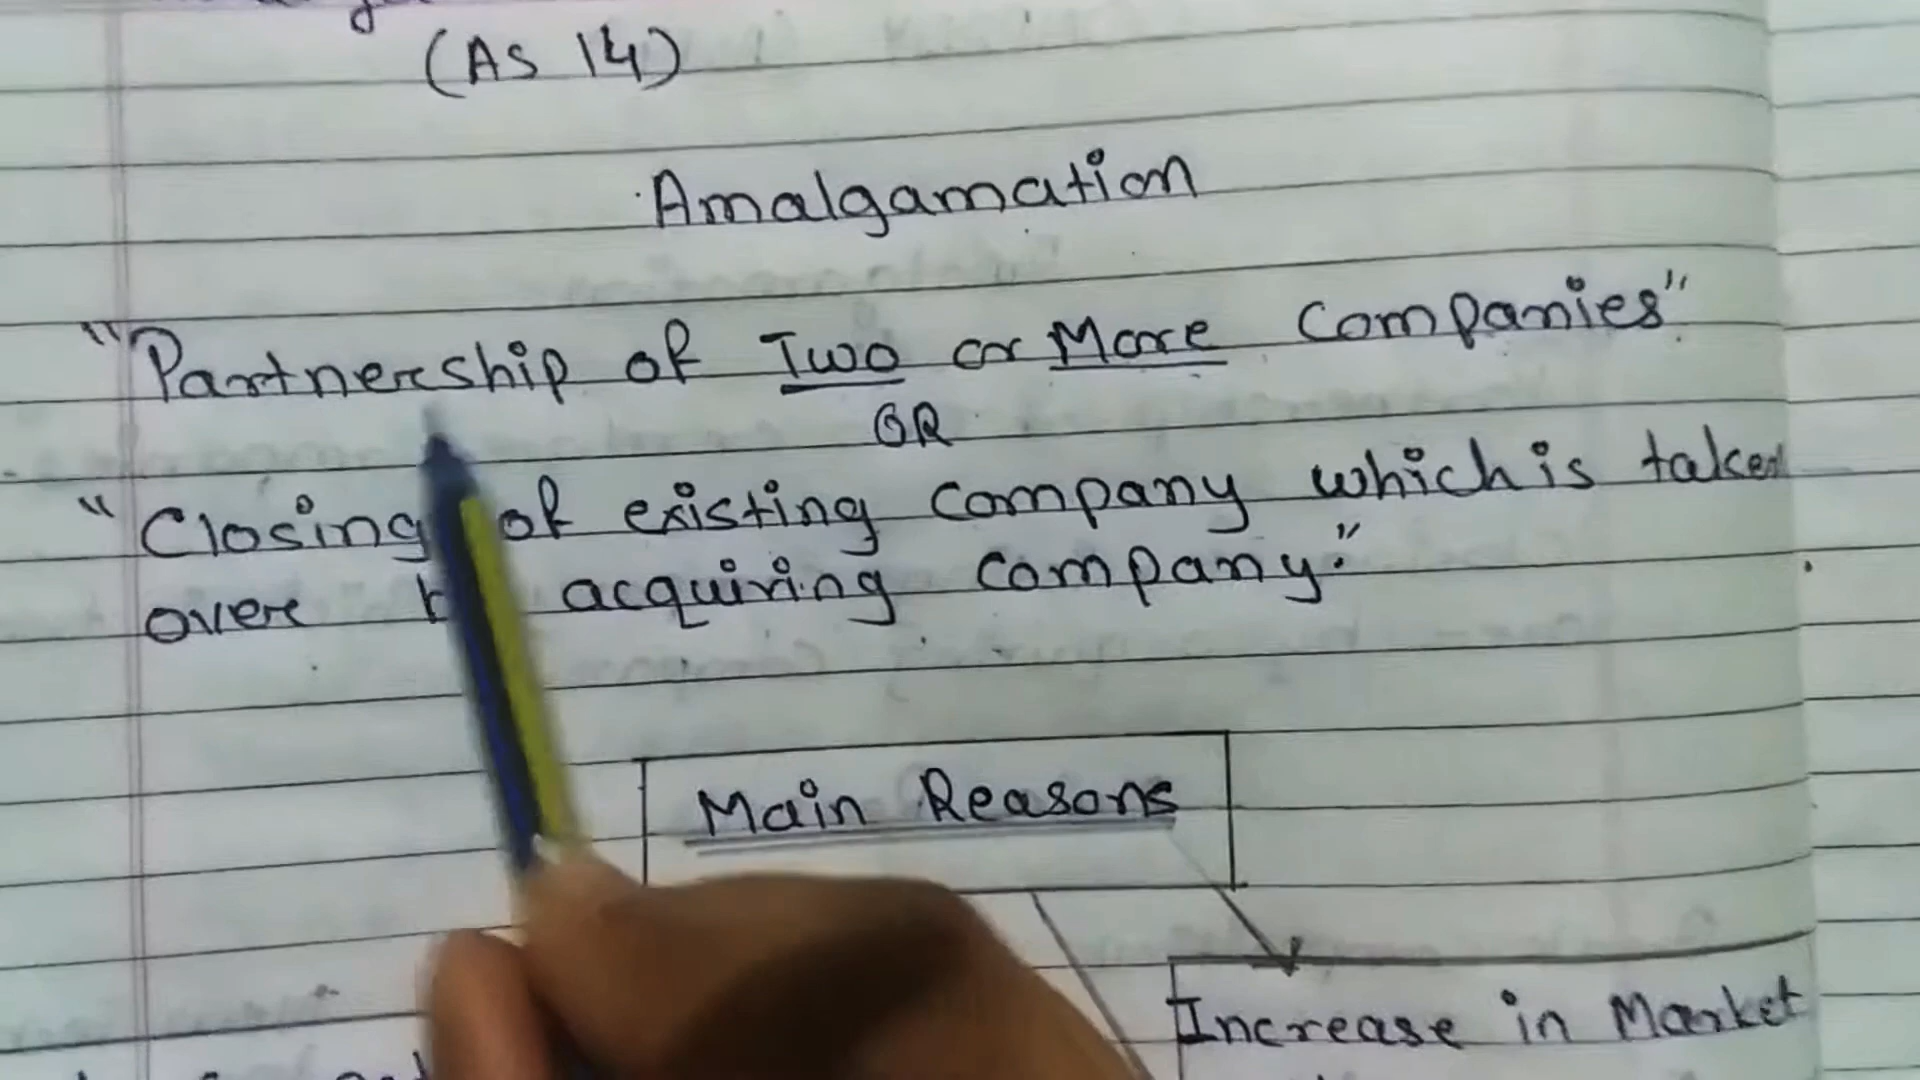 (AS 14)
Amalgamation
"Partnership of Two or More Companies"
OR
"Closing of existing Company which is taken
over acquiring Company."
Main Reasons
Increase in Market